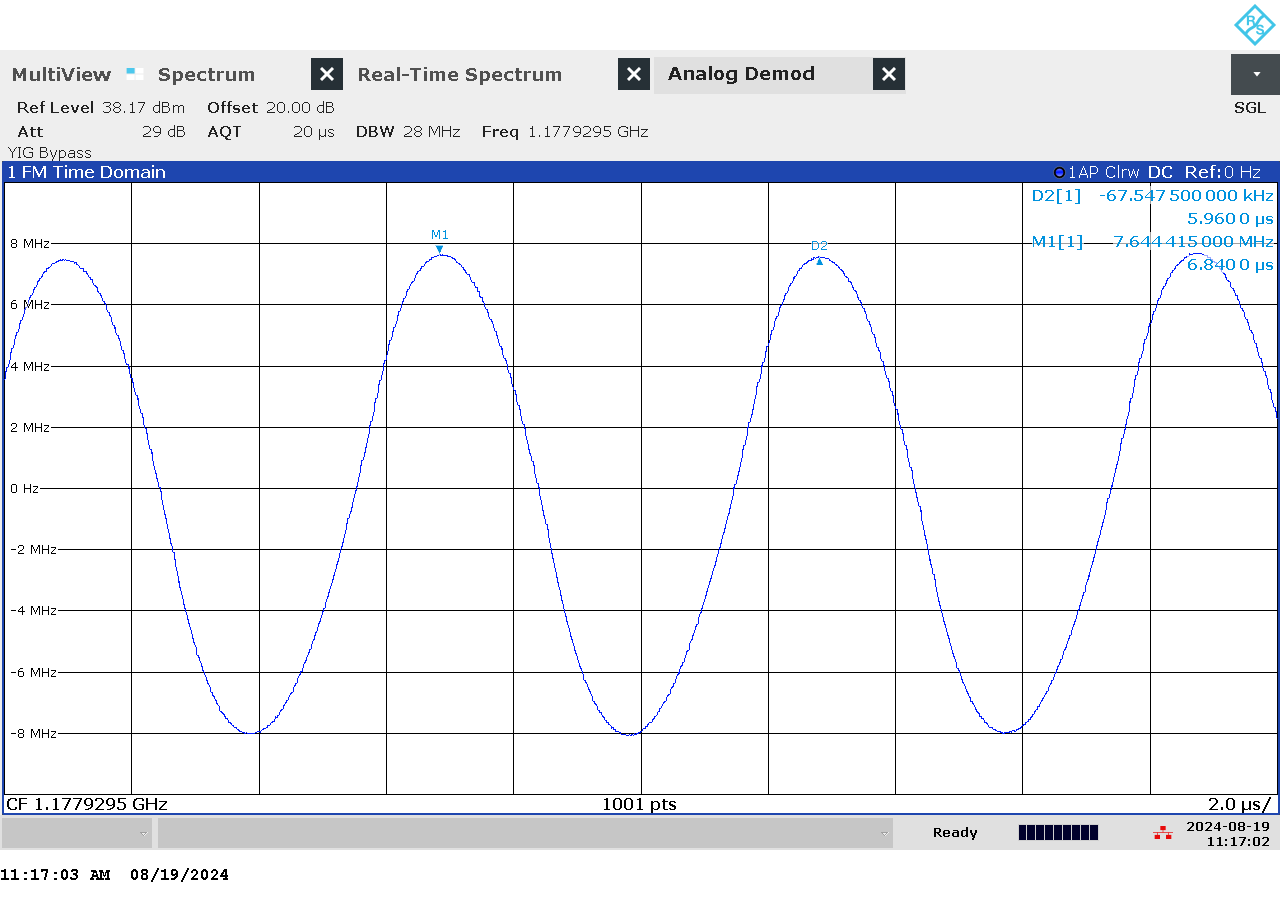 R S
MultiView Spectrum Real-Time Spectrum Analog Demod
Ref Level 38.17 dBm Offset 20.00 dB SGL
Att 29 dB AQT 20 µs DBW 28 MHz Freq 1.1779295 GHz
YIG Bypass
1 FM Time Domain 1AP Clrw DC Ref:0 Hz
D2[1] -67.547 500 000 kHz
5.960 0 µs
M1[1] 7.644 415 000 MHz
6.840 0 µs
M1
D2
8 MHz
6 MHz
4 MHz
2 MHz
0 Hz
-2 MHz
-4 MHz
-6 MHz
-8 MHz
CF 1.1779295 GHz 1001 pts 2.0 µs/
Ready 2024-08-19
11:17:02
11:17:03 AM 08/19/2024